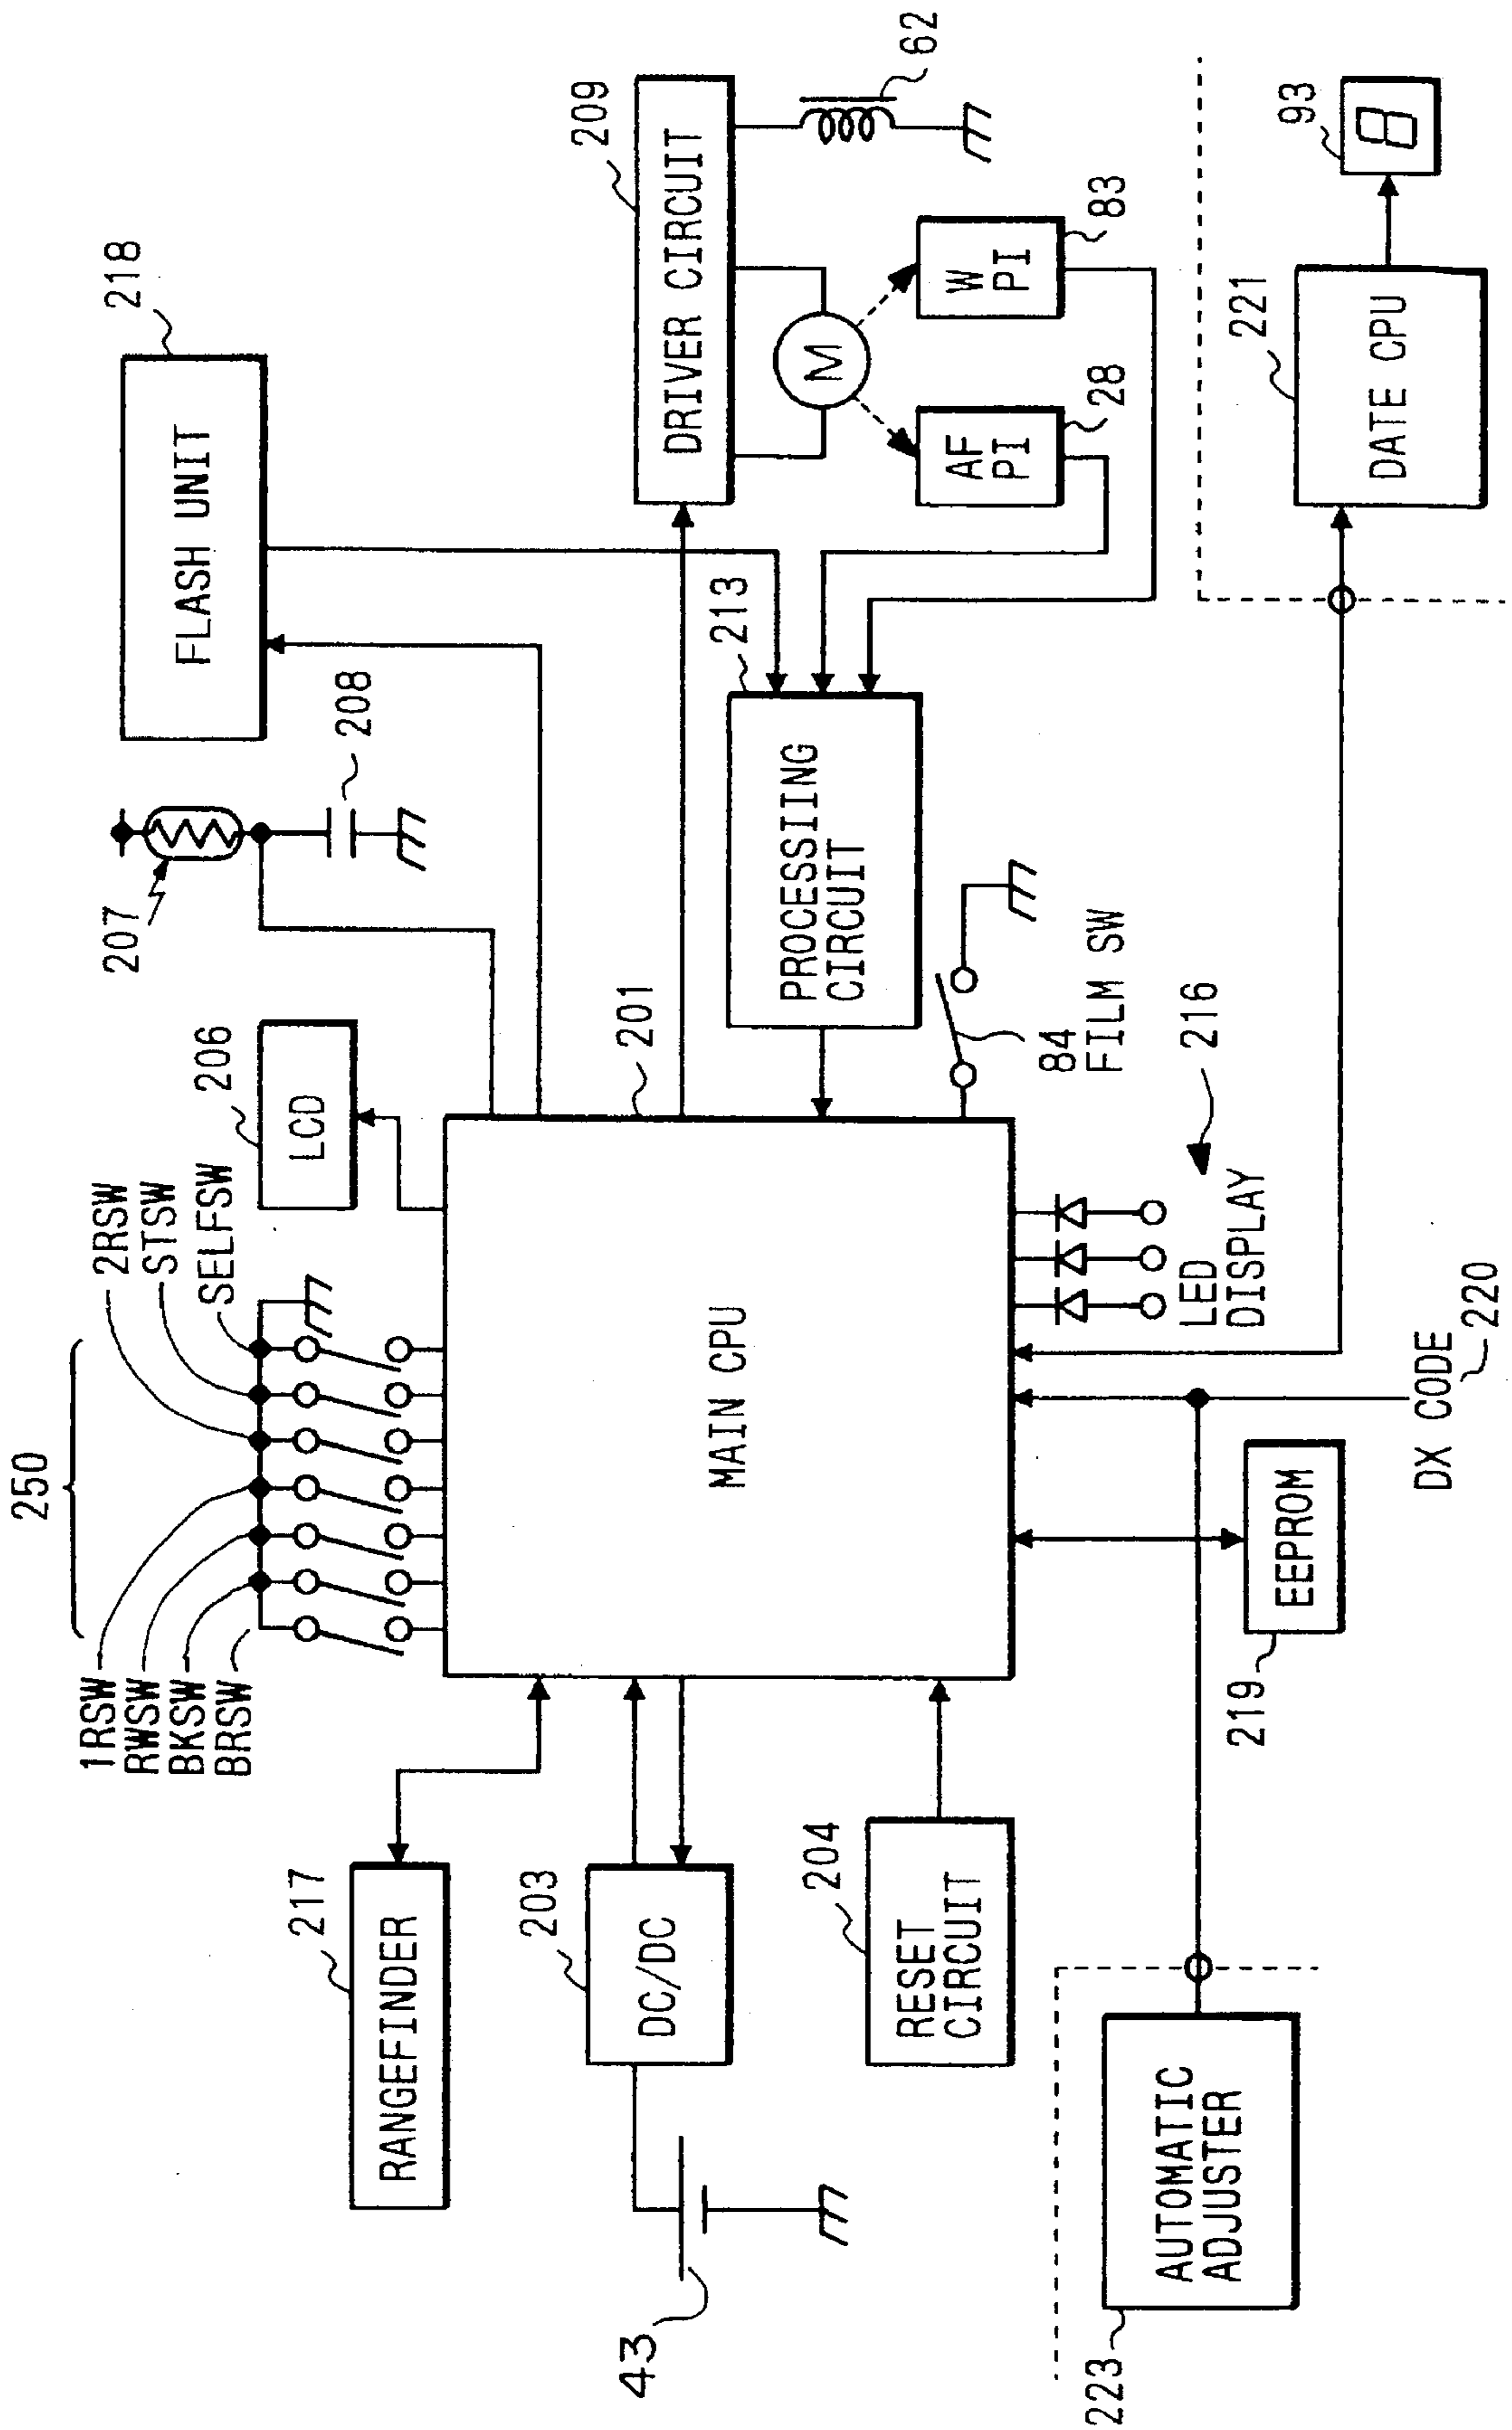 250
1RSW
RWSW
BKSW
BRSW
2RSW
STSW
SELFSW
206
LCD
207
208
218
FLASH UNIT
217
RANGEFINDER
203
DC/DC
43
204
RESET
CIRCUIT
201
MAIN CPU
209
DRIVER CIRCUIT
62
M
W
PI
83
AF
PI
28
213
PROCESSIING
CIRCUIT
84
FILM SW
216
LED
DISPLAY
223
AUTOMATIC
ADJUSTER
219
EEPROM
DX CODE
220
221
DATE CPU
93
8